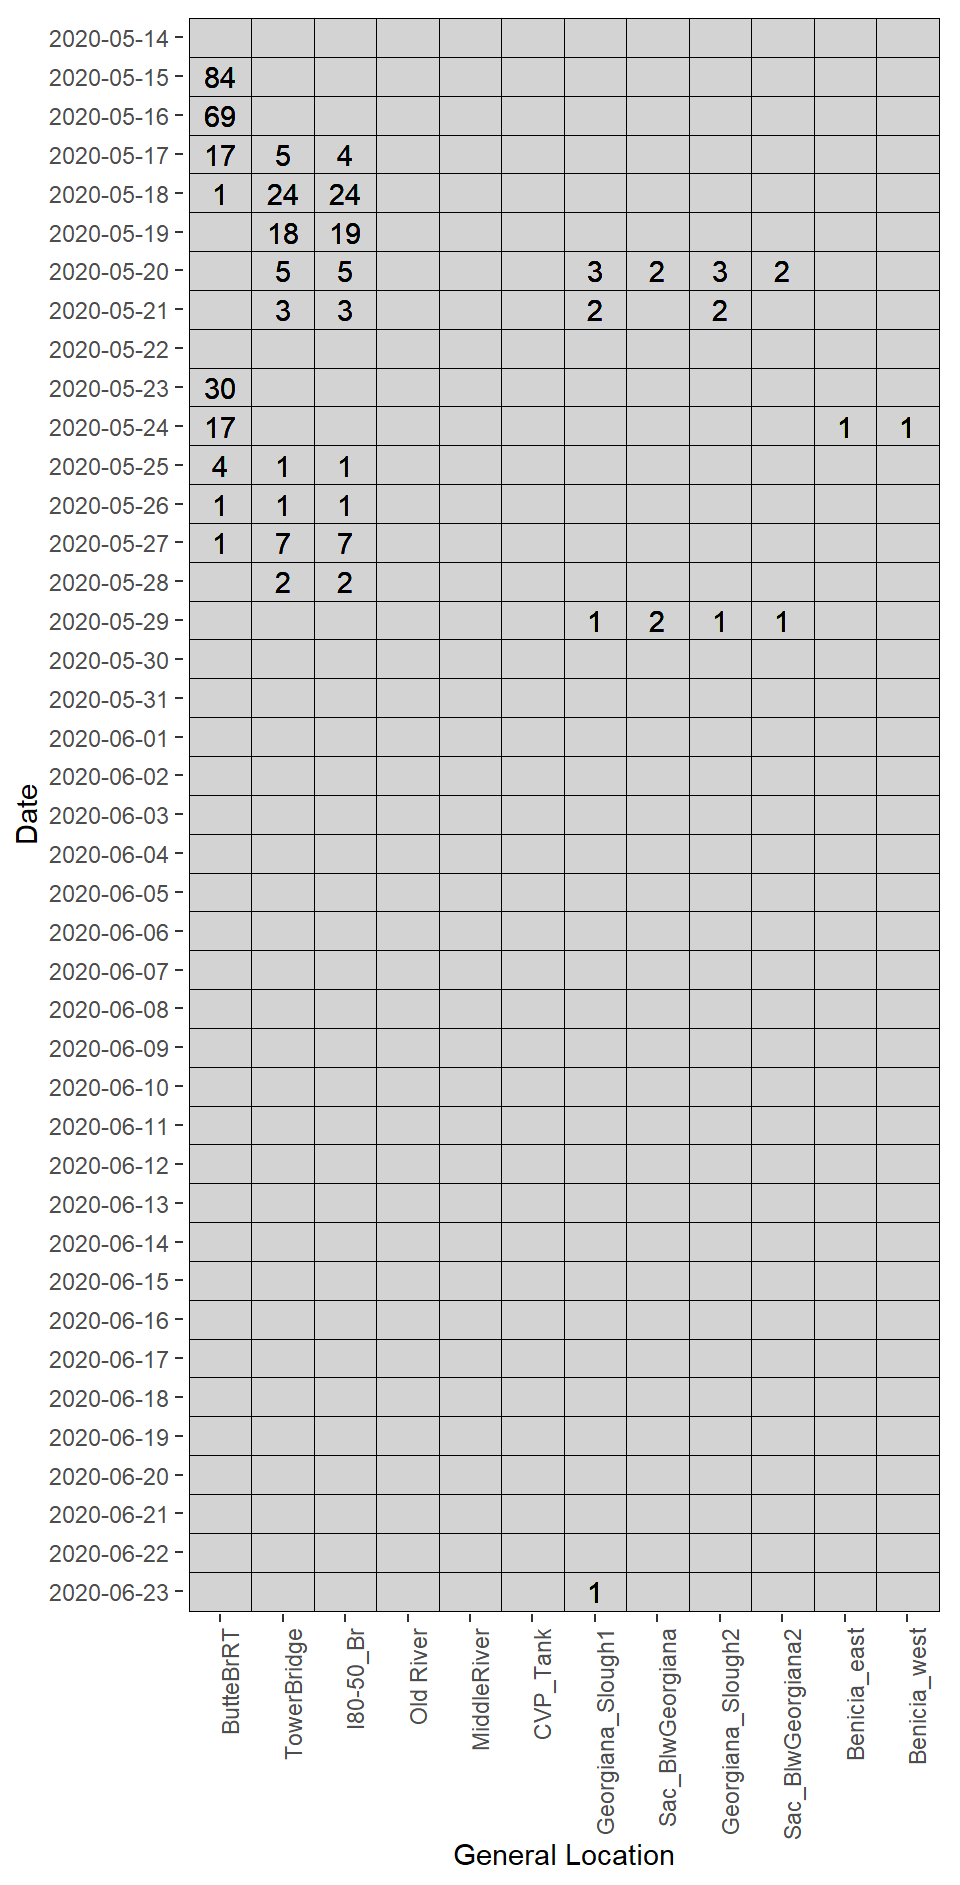 2020-05-14
2020-05-15 84
2020-05-16 69
2020-05-17 17 5 4
2020-05-18 1 24 24
2020-05-19 18 19
2020-05-20 5 5 3 2 3 2
2020-05-21 3 3 2 2
2020-05-22
2020-05-23 30
2020-05-24 17 1 1
2020-05-25 4 1 1
2020-05-26 1 1 1
2020-05-27 1 7 7
2020-05-28 2 2
2020-05-29 1 2 1 1
2020-05-30
2020-05-31
2020-06-01
2020-06-02
2020-06-03
2020-06-04
2020-06-05
2020-06-06
2020-06-07
2020-06-08
2020-06-09
2020-06-10
2020-06-11
2020-06-12
2020-06-13
2020-06-14
2020-06-15
2020-06-16
2020-06-17
2020-06-18
2020-06-19
2020-06-20
2020-06-21
2020-06-22
2020-06-23 1
Date
ButteBrRT
TowerBridge
I80-50_Br
Old River
MiddleRiver
CVP_Tank
Georgiana_Slough1
Sac_BlwGeorgiana
Georgiana_Slough2
Sac_BlwGeorgiana2
Benicia_east
Benicia_west
General Location